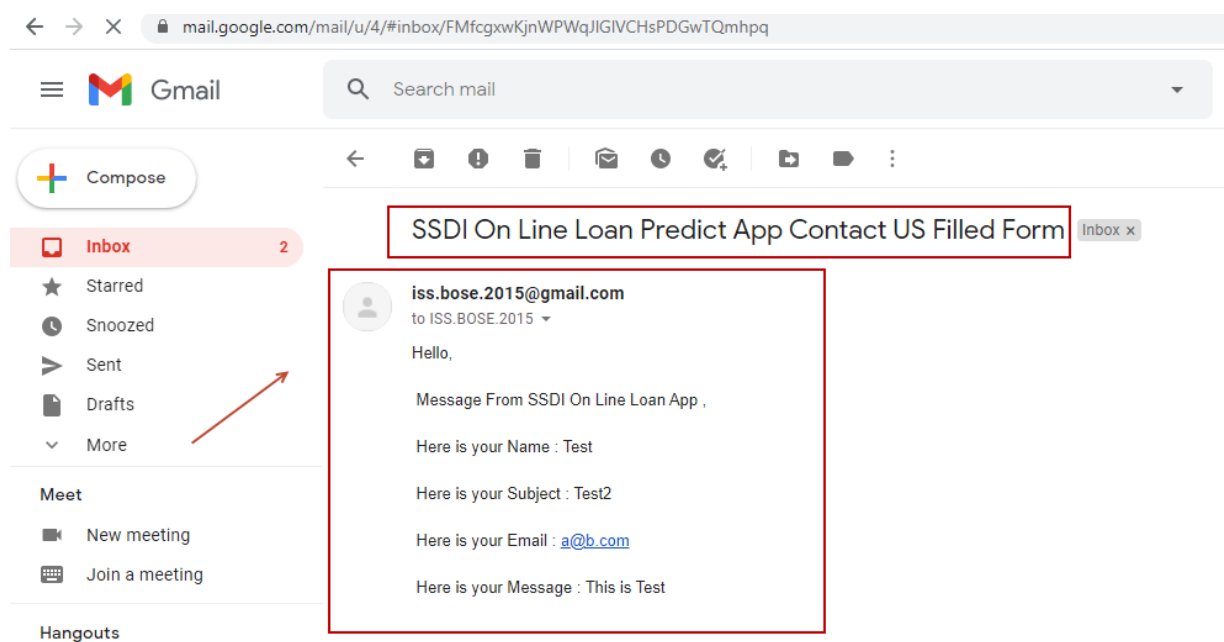 mail.google.com/mail/u/4/#inbox/FMfcgxwKjnWPWqJlGlVCHsPDGwTQmhpq
Gmail
Search mail
Compose
SSDI On Line Loan Predict App Contact US Filled Form Inbox x
Inbox 2
Starred
Snoozed
Sent
Drafts
More
Meet
New meeting
Join a meeting
Hangouts
iss.bose.2015@gmail.com
to ISS.BOSE.2015
Hello,
Message From SSDI On Line Loan App ,
Here is your Name : Test
Here is your Subject : Test2
Here is your Email : a@b.com
Here is your Message : This is Test